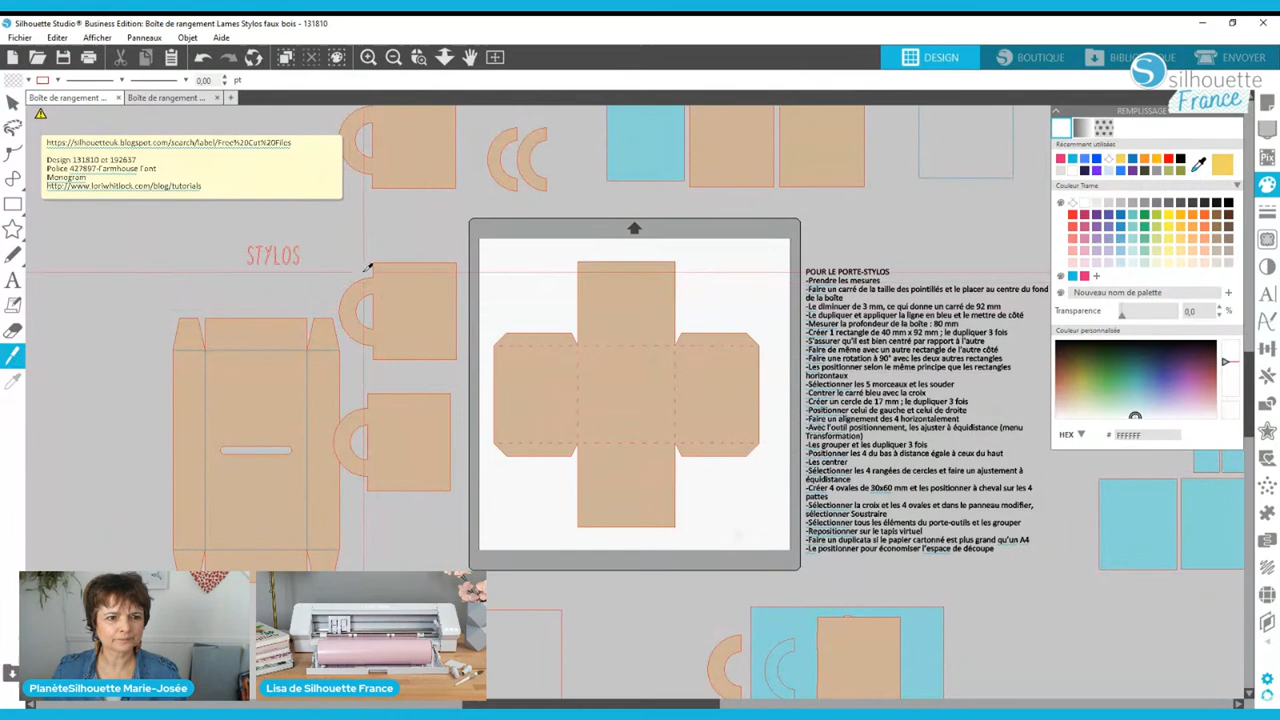 Silhouette Studio® Business Edition: Boîte de rangement Lames Stylos faux bois - 131810
Fichier Editer Afficher Panneaux Objet Aide
DESIGN BOUTIQUE ENVOYER
silhouette
France
0,00 pt
Boîte de rangement ... × Boîte de rangement ... × +
REMPLISSAGE
https://silhouetteuk.blogspot.com/search/label/Free%20Cut%20Files
Design 131810 et 192637
Police 427897-Farmhouse Font
Monogram
http://www.loriwhitlock.com/blog/tutorials
Récemment utilisées
Couleur Trame
Nouveau nom de palette
Transparence 0,0 %
Couleur personnalisée
HEX # FFFFFF
STYLOS
POUR LE PORTE-STYLOS
-Prendre les mesures
-Faire un carré de la taille des pointillés et le placer au centre du fond
de la boîte
-Le diminuer de 3 mm, ce qui donne un carré de 92 mm
-Le dupliquer et appliquer la ligne en bleu et le mettre de côté
-Mesurer la profondeur de la boîte : 80 mm
-Créer 1 rectangle de 40 mm x 92 mm ; le dupliquer 3 fois
-S'assurer qu'il est bien centré par rapport à l'autre
-Faire de même avec un autre rectangle de l'autre côté
-Faire une rotation à 90° avec les deux autres rectangles
-Les positionner selon le même principe que les rectangles
horizontaux
-Sélectionner les 5 morceaux et les souder
-Centrer le carré bleu avec la croix
-Créer un cercle de 17 mm ; le dupliquer 3 fois
-Positionner celui de gauche et celui de droite
-Faire un alignement des 4 horizontalement
-Avec l'outil positionnement, les ajuster à équidistance (menu
Transformation)
-Les grouper et les dupliquer 3 fois
-Positionner les 4 du bas à distance égale à ceux du haut
-Les centrer
-Sélectionner les 4 rangées de cercles et faire un ajustement à
équidistance
-Créer 4 ovales de 30x60 mm et les positionner à cheval sur les 4
pattes
-Sélectionner la croix et les 4 ovales et dans le panneau modifier,
sélectionner Soustraire
-Sélectionner tous les éléments du porte-outils et les grouper
-Repositionner sur le tapis virtuel
-Faire un duplicata si le papier cartonné est plus grand qu'un A4
-Le positionner pour économiser l'espace de découpe
PlanèteSilhouette Marie-Josée
Lisa de Silhouette France